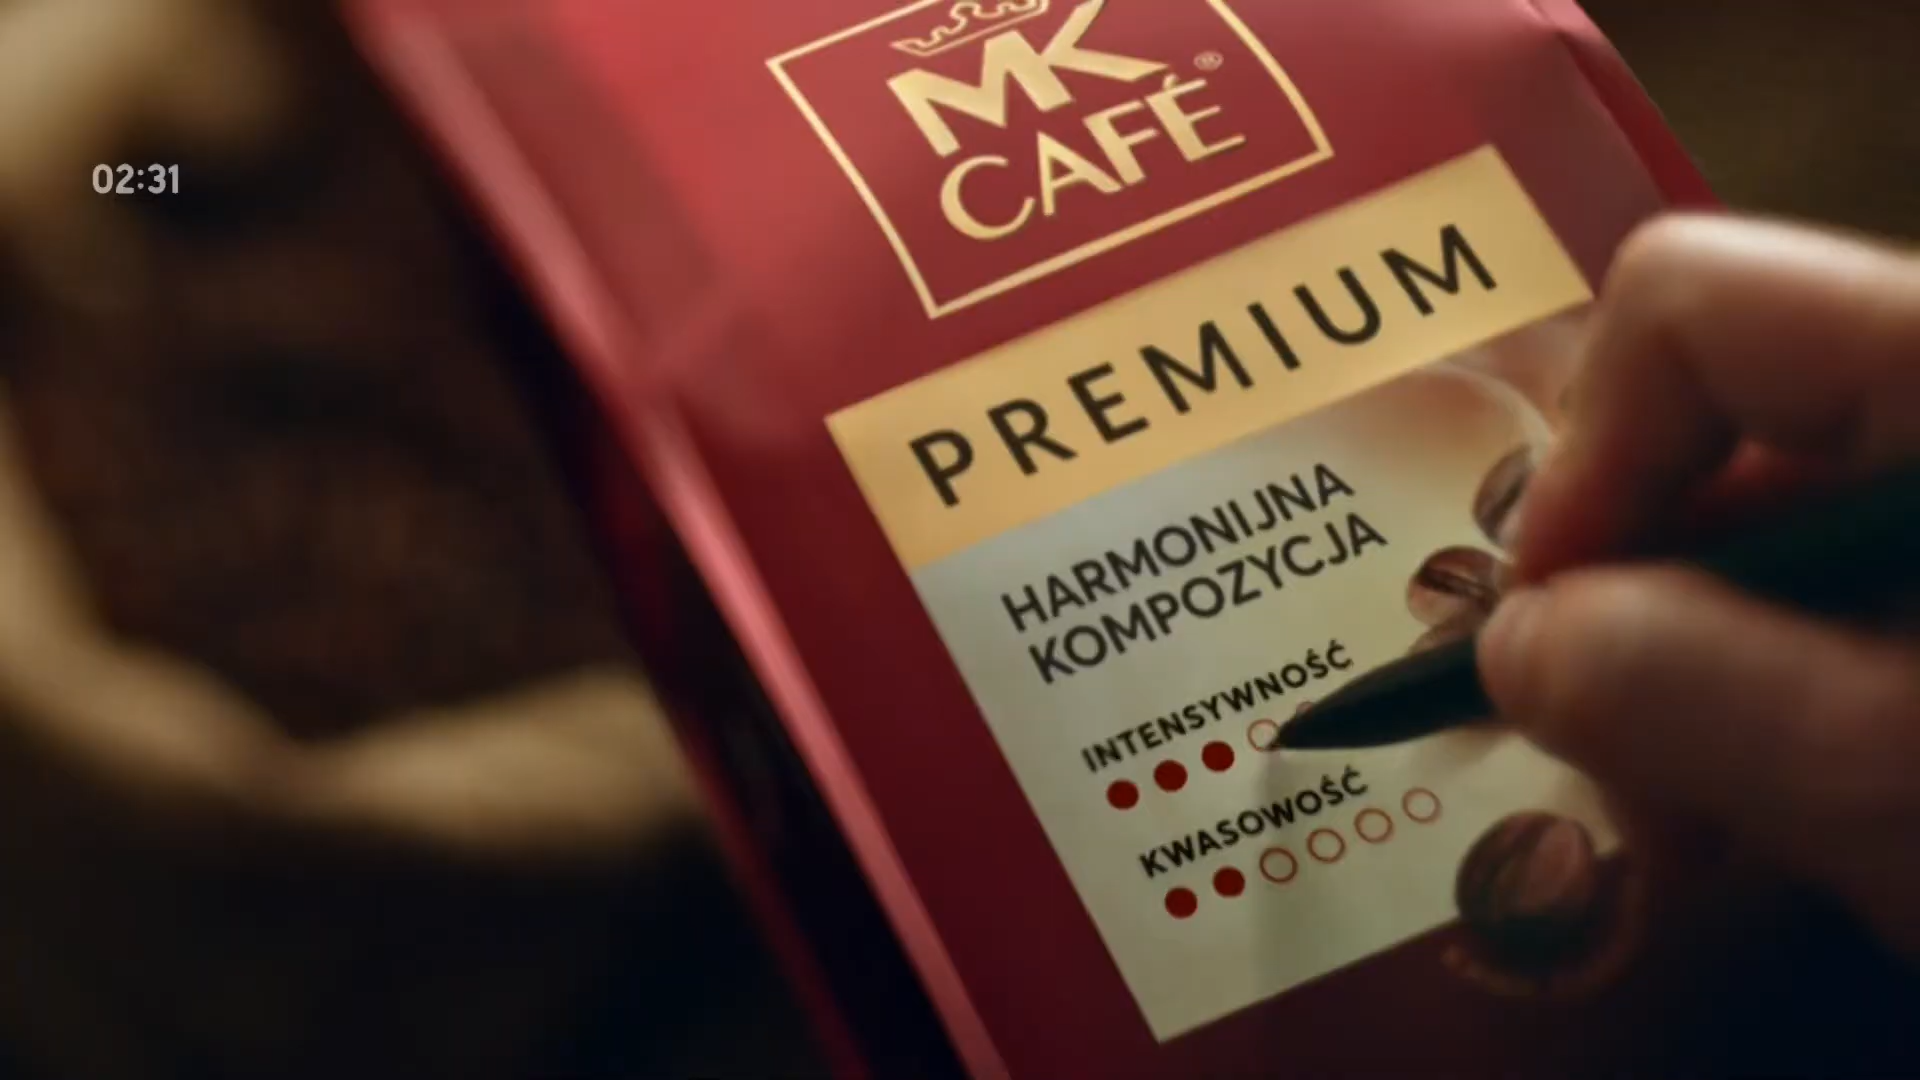 02:31
MK
CAFÉ®
PREMIUM
HARMONIJNA
KOMPOZYCJA
INTENSYWNOŚĆ
KWASOWOŚĆ